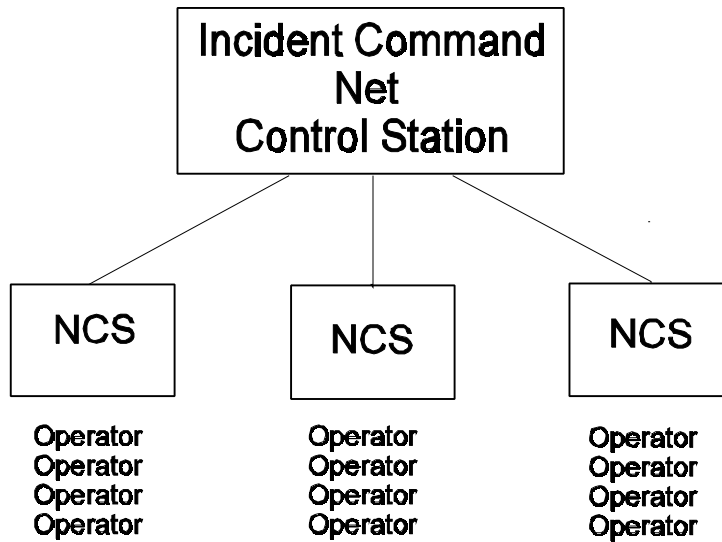 Incident Command
Net
Control Station
NCS
NCS
NCS
Operator
Operator
Operator
Operator
Operator
Operator
Operator
Operator
Operator
Operator
Operator
Operator